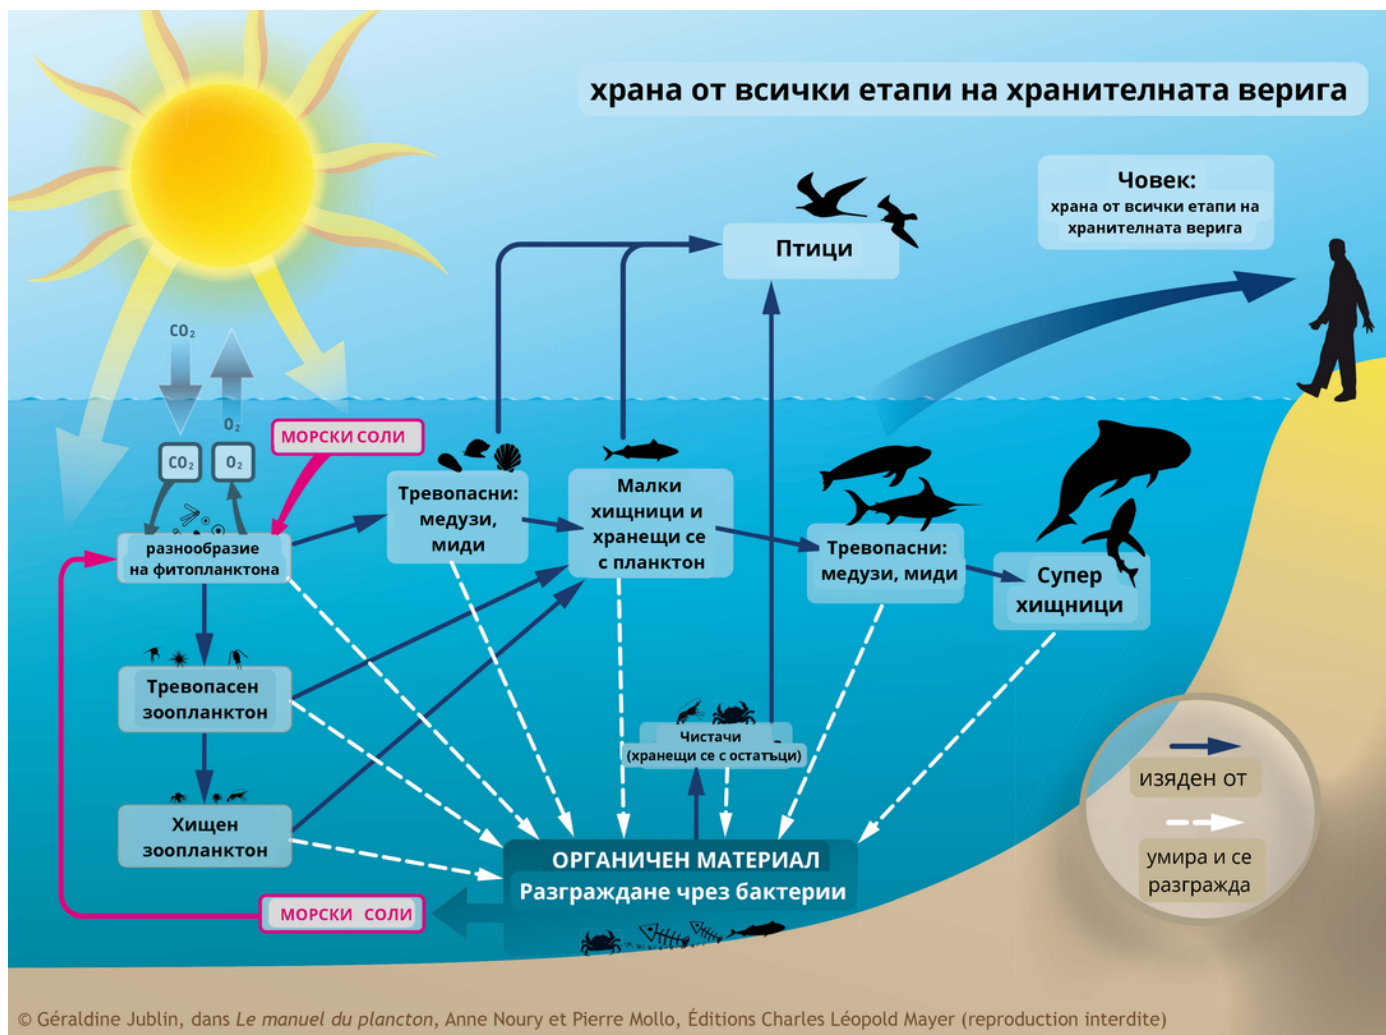 храна от всички етапи на хранителната верига
Човек:
храна от всички етапи на
хранителната верига
Птици
CO₂
O₂
CO₂
O₂
МОРСКИ СОЛИ
Тревопасни:
медузи,
миди
Малки
хищници и
хранещи се
с планктон
Тревопасни:
медузи, миди
Супер
хищници
разнообразие
на фитопланктона
Тревопасен
зоопланктон
Хищен
зоопланктон
Чистачи
(хранещи се с остатъци)
ОРГАНИЧЕН МАТЕРИАЛ
Разграждане чрез бактерии
МОРСКИ СОЛИ
изяден от
умира и се
разгражда
© Géraldine Jublin, dans Le manuel du plancton, Anne Noury et Pierre Mollo, Éditions Charles Léopold Mayer (reproduction interdite)